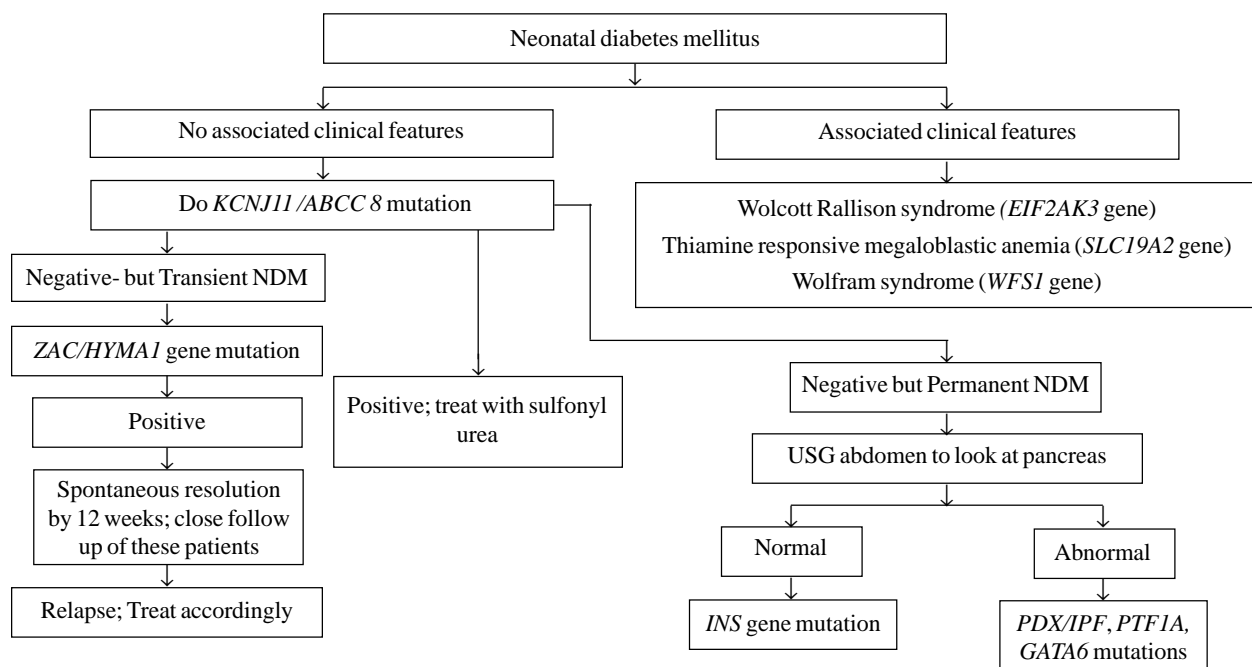 Neonatal diabetes mellitus
No associated clinical features
Associated clinical features
Do KCNJ11 /ABCC 8 mutation
Wolcott Rallison syndrome (EIF2AK3 gene)
Thiamine responsive megaloblastic anemia (SLC19A2 gene)
Wolfram syndrome (WFS1 gene)
Negative- but Transient NDM
ZAC/HYMA1 gene mutation
Positive
Spontaneous resolution
by 12 weeks; close follow
up of these patients
Relapse; Treat accordingly
Positive; treat with sulfonyl
urea
Negative but Permanent NDM
USG abdomen to look at pancreas
Normal
Abnormal
INS gene mutation
PDX/IPF, PTF1A,
GATA6 mutations